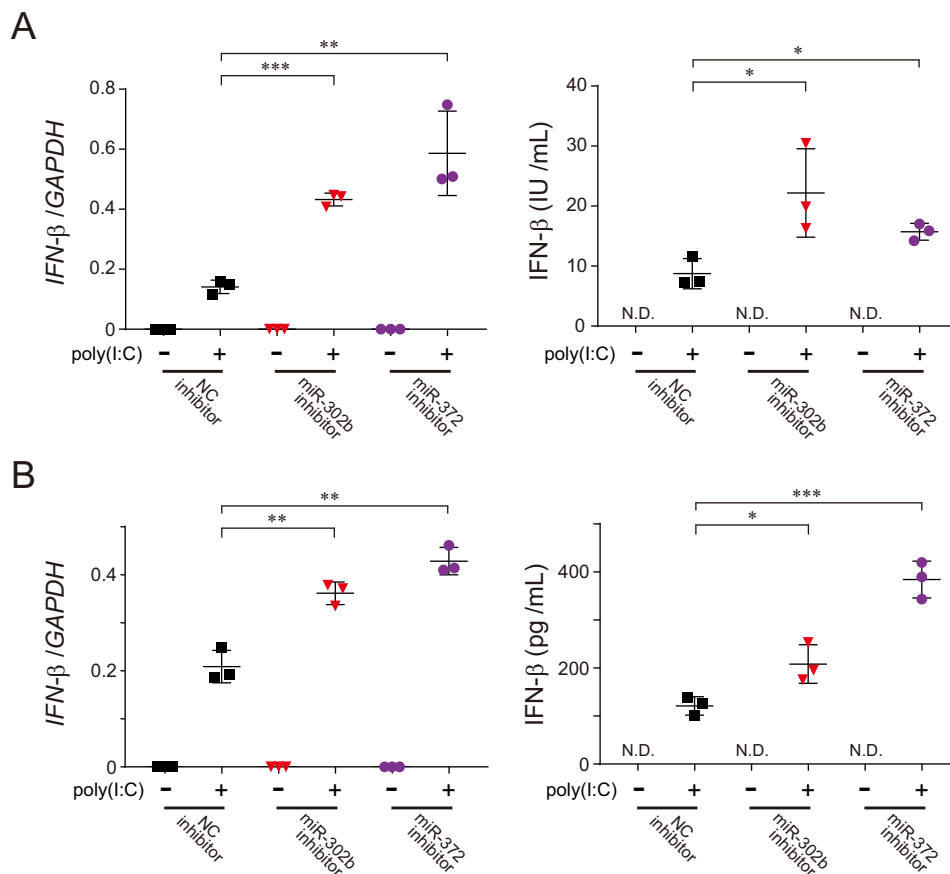 A
** 
***
IFN-β /GAPDH
0.8
0.6
0.4
0.2
0
poly(I:C) − + − + − +
NC inhibitor
miR-302b inhibitor
miR-372 inhibitor
*
*
IFN-β (IU /mL)
40
30
20
10
0
N.D. N.D. N.D.
poly(I:C) − + − + − +
NC inhibitor
miR-302b inhibitor
miR-372 inhibitor
B
**
**
IFN-β /GAPDH
0.4
0.2
0
poly(I:C) − + − + − +
NC inhibitor
miR-302b inhibitor
miR-372 inhibitor
***
*
IFN-β (pg /mL)
400
200
0
N.D. N.D. N.D.
poly(I:C) − + − + − +
NC inhibitor
miR-302b inhibitor
miR-372 inhibitor